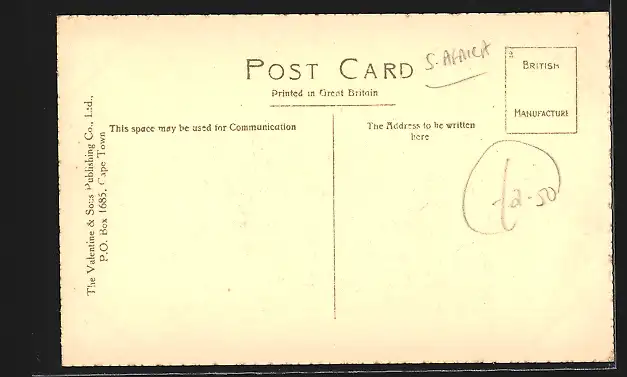 POST CARD
S. AFRICA
Printed in Great Britain
BRITISH
MANUFACTURE
This space may be used for Communication
The Address to be written
here
The Valentine & Sons Publishing Co., Ltd.,
P.O. Box 1685, Cape Town
£2-50